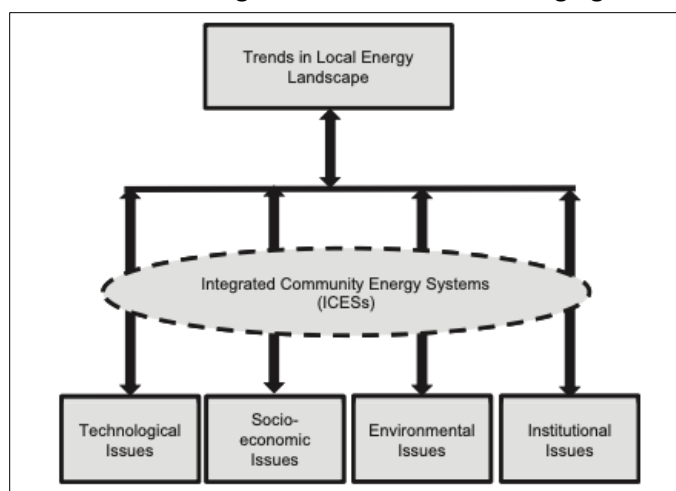 Trends in Local Energy
Landscape
Integrated Community Energy Systems
(ICESs)
Technological
Issues
Socio-
economic
Issues
Environmental
Issues
Institutional
Issues